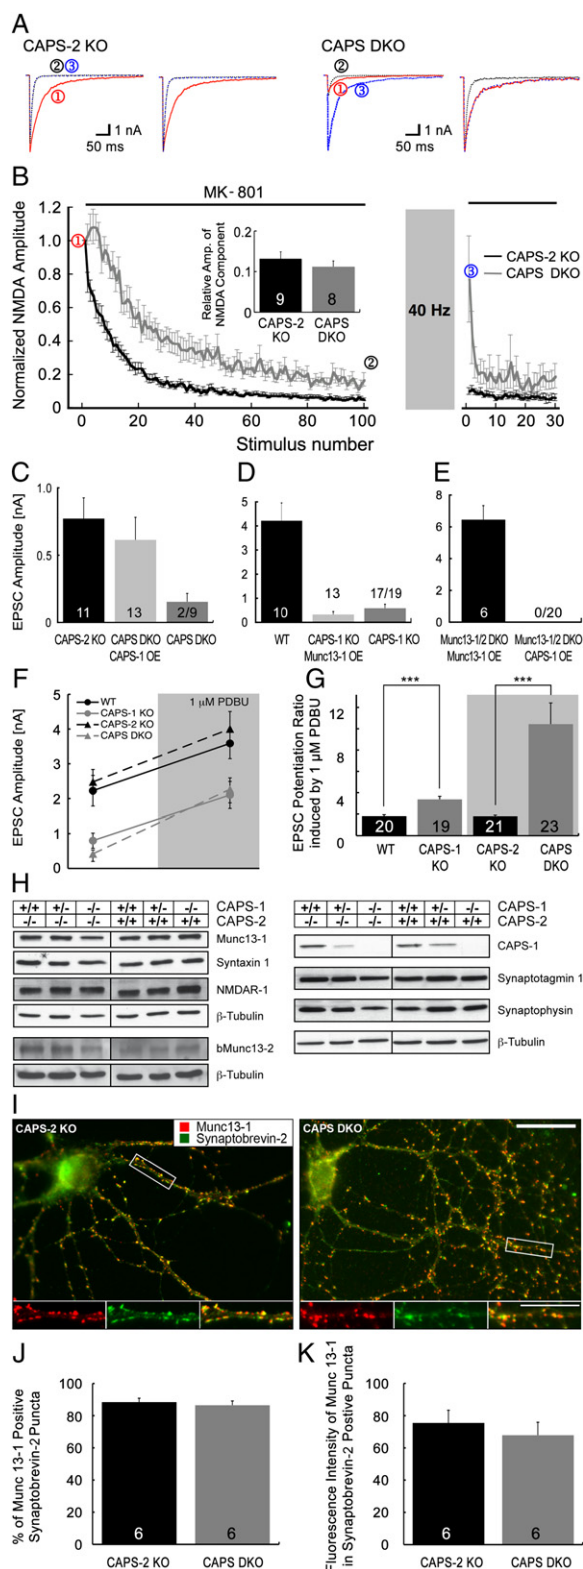 A
CAPS-2 KO
CAPS DKO
② ③
①
②
① ③
1 nA
50 ms
1 nA
50 ms
B
MK-801
Normalized NMDA Amplitude
1.2
1.0
0.8
0.6
0.4
0.2
0
①
②
③
Relative Amp. of
NMDA Component
0.2
0.1
0
9
8
CAPS-2
KO
CAPS
DKO
40 Hz
CAPS-2 KO
CAPS DKO
0 20 40 60 80 100
0 10 20 30
Stimulus number
C
D
E
EPSC Amplitude [nA]
1.0
0.5
0
11
13
2/9
CAPS-2 KO
CAPS DKO
CAPS-1 OE
CAPS DKO
5
4
3
2
1
0
10
13
17/19
WT
CAPS-1 KO
Munc13-1 OE
CAPS-1 KO
8
6
4
2
0
6
0/20
Munc13-1/2 DKO
Munc13-1 OE
Munc13-1/2 DKO
CAPS-1 OE
F
EPSC Amplitude [nA]
5
4
3
2
1
0
WT
CAPS-1 KO
CAPS-2 KO
CAPS DKO
1 μM PDBU
G
EPSC Potentiation Ratio
induced by 1 μM PDBU
12
8
4
0
***
***
20
19
21
23
WT
CAPS-1
KO
CAPS-2
KO
CAPS
DKO
H
+/+ +/- -/- +/+ +/- -/- CAPS-1
-/- -/- -/- +/+ +/+ +/+ CAPS-2
Munc13-1
Syntaxin 1
NMDAR-1
β-Tubulin
bMunc13-2
β-Tubulin
+/+ +/- -/- +/+ +/- -/- CAPS-1
-/- -/- -/- +/+ +/+ +/+ CAPS-2
CAPS-1
Synaptotagmin 1
Synaptophysin
β-Tubulin
I
CAPS-2 KO
Munc13-1
Synaptobrevin-2
CAPS DKO
J
% of Munc 13-1 Positive
Synaptobrevin-2 Puncta
100
80
60
40
20
0
6
6
CAPS-2 KO
CAPS DKO
K
Fluorescence Intensity of Munc 13-1
in Synaptobrevin-2 Postive Puncta
100
80
60
40
20
0
6
6
CAPS-2 KO
CAPS DKO